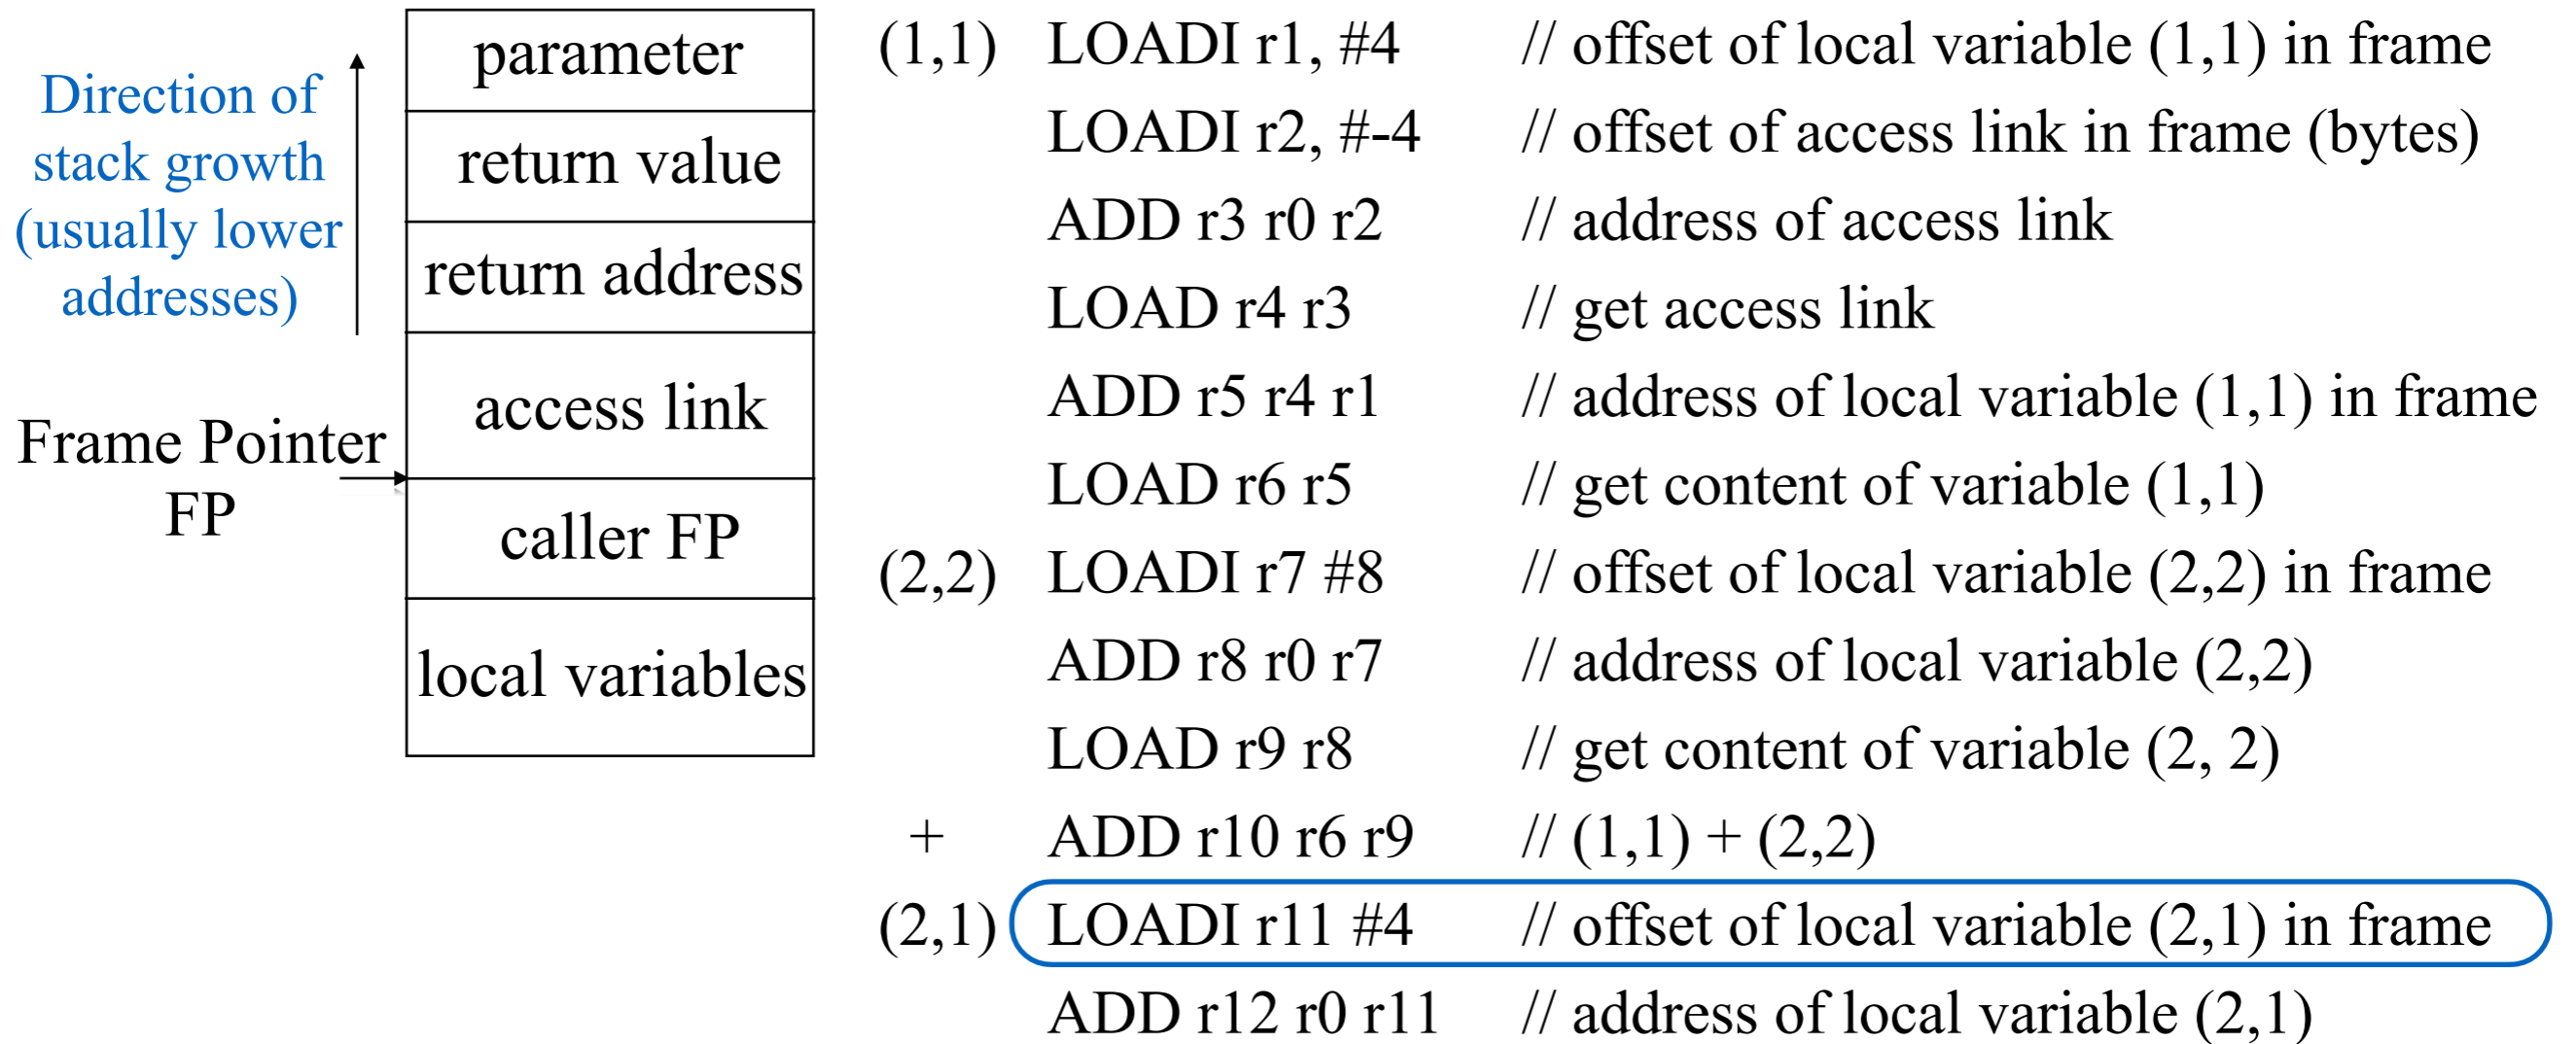 Direction of
stack growth
(usually lower
addresses)
Frame Pointer
FP
parameter
return value
return address
access link
caller FP
local variables
(1,1) LOADI r1, #4 // offset of local variable (1,1) in frame
LOADI r2, #-4 // offset of access link in frame (bytes)
ADD r3 r0 r2 // address of access link
LOAD r4 r3 // get access link
ADD r5 r4 r1 // address of local variable (1,1) in frame
LOAD r6 r5 // get content of variable (1,1)
(2,2) LOADI r7 #8 // offset of local variable (2,2) in frame
ADD r8 r0 r7 // address of local variable (2,2)
LOAD r9 r8 // get content of variable (2, 2)
+ ADD r10 r6 r9 // (1,1) + (2,2)
(2,1) LOADI r11 #4 // offset of local variable (2,1) in frame
ADD r12 r0 r11 // address of local variable (2,1)